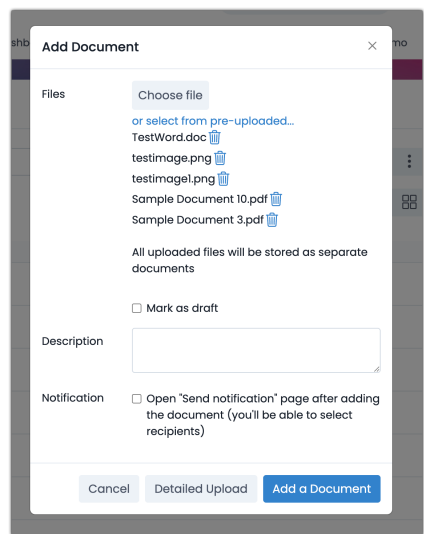 shb
mo
Add Document
Files
Choose file
or select from pre-uploaded...
TestWord.doc
testimage.png
testimage1.png
Sample Document 10.pdf
Sample Document 3.pdf
All uploaded files will be stored as separate
documents
Mark as draft
Description
Notification
Open "Send notification" page after adding
the document (you'll be able to select
recipients)
Cancel
Detailed Upload
Add a Document